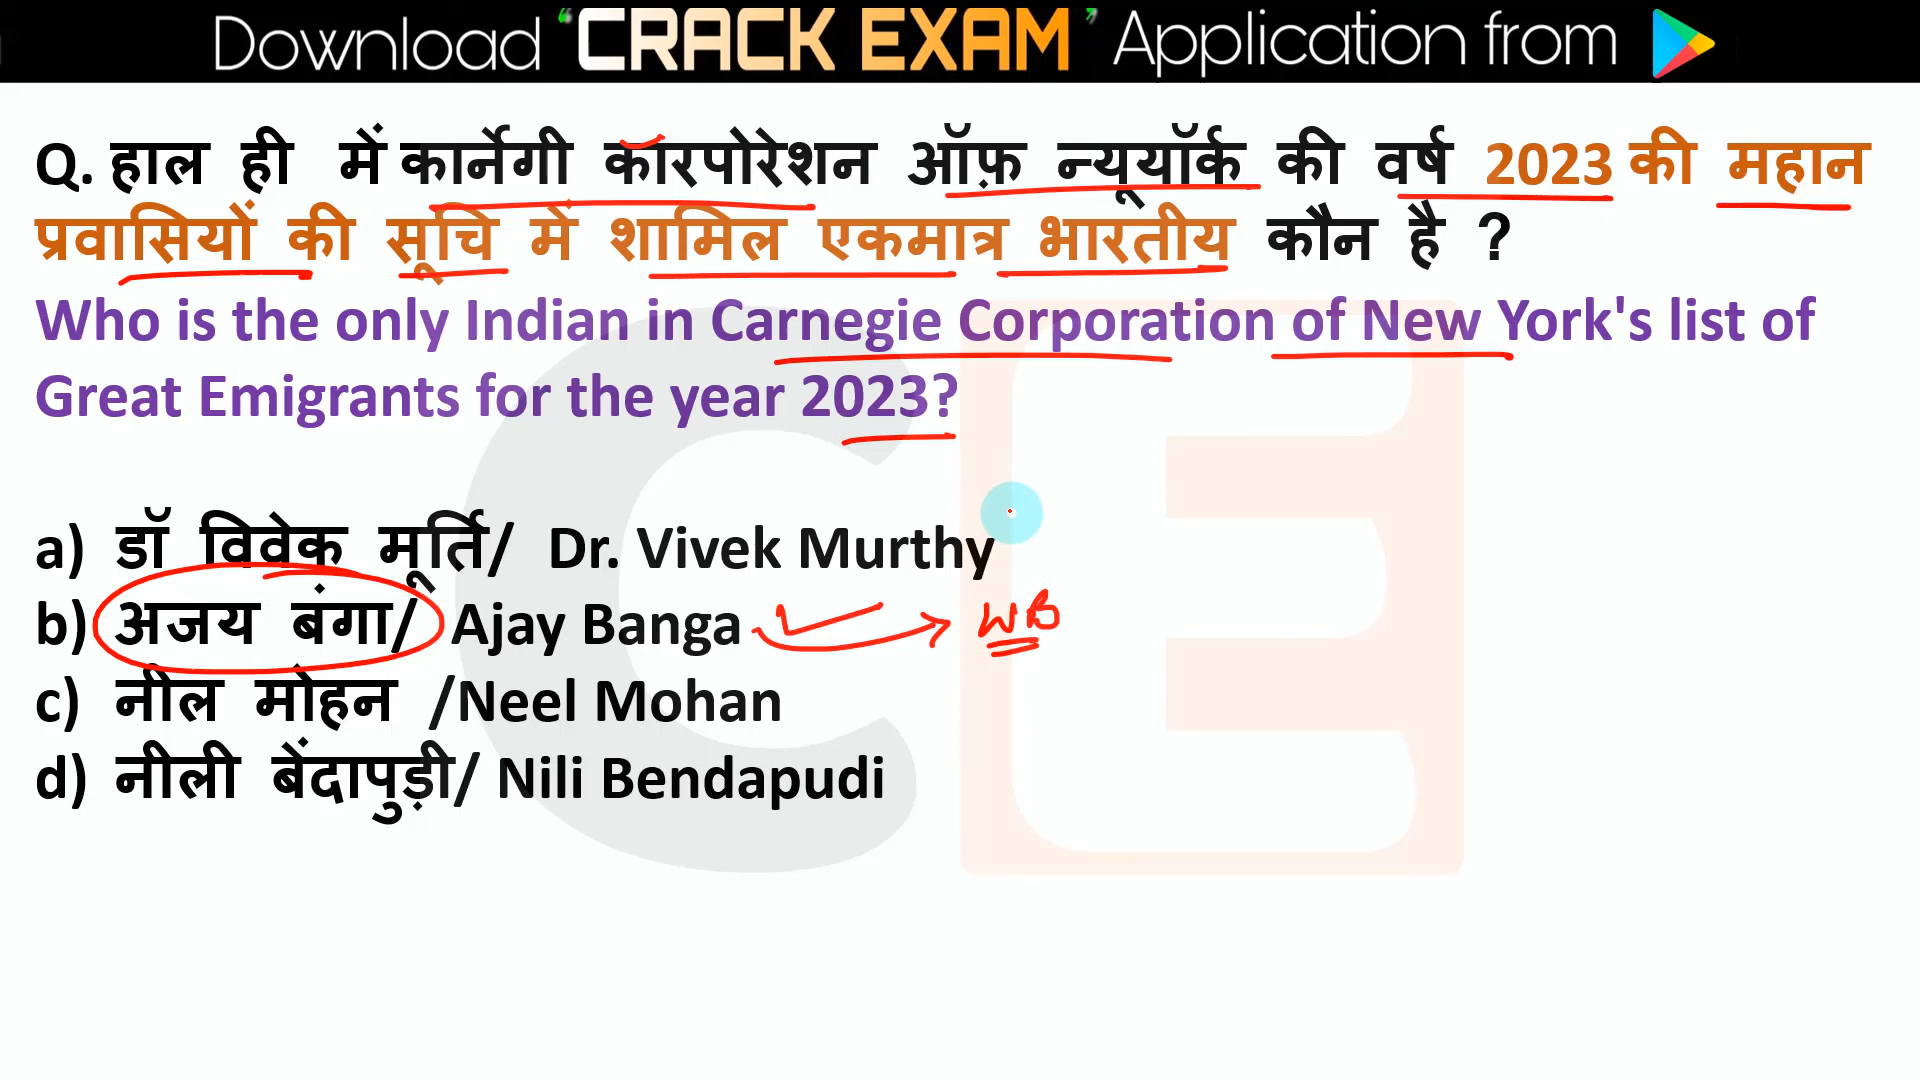 Download ‘CRACK EXAM’ Application from
Q. हाल ही में कार्नेगी कॉरपोरेशन ऑफ़ न्यूयॉर्क की वर्ष 2023 की महान
प्रवासियों की सूचि में शामिल एकमात्र भारतीय कौन है ?
Who is the only Indian in Carnegie Corporation of New York's list of
Great Emigrants for the year 2023?
a) डॉ विवेक मूर्ति/ Dr. Vivek Murthy
b) अजय बंगा/ Ajay Banga WB
c) नील मोहन /Neel Mohan
d) नीली बेंदापुड़ी/ Nili Bendapudi
CE